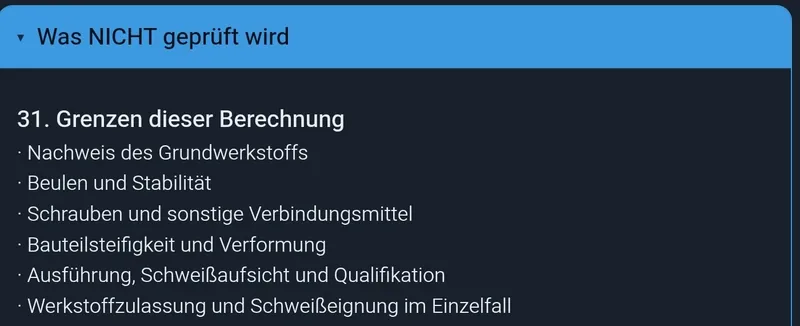 ▾ Was NICHT geprüft wird
31. Grenzen dieser Berechnung
· Nachweis des Grundwerkstoffs
· Beulen und Stabilität
· Schrauben und sonstige Verbindungsmittel
· Bauteilsteifigkeit und Verformung
· Ausführung, Schweißaufsicht und Qualifikation
· Werkstoffzulassung und Schweißeignung im Einzelfall